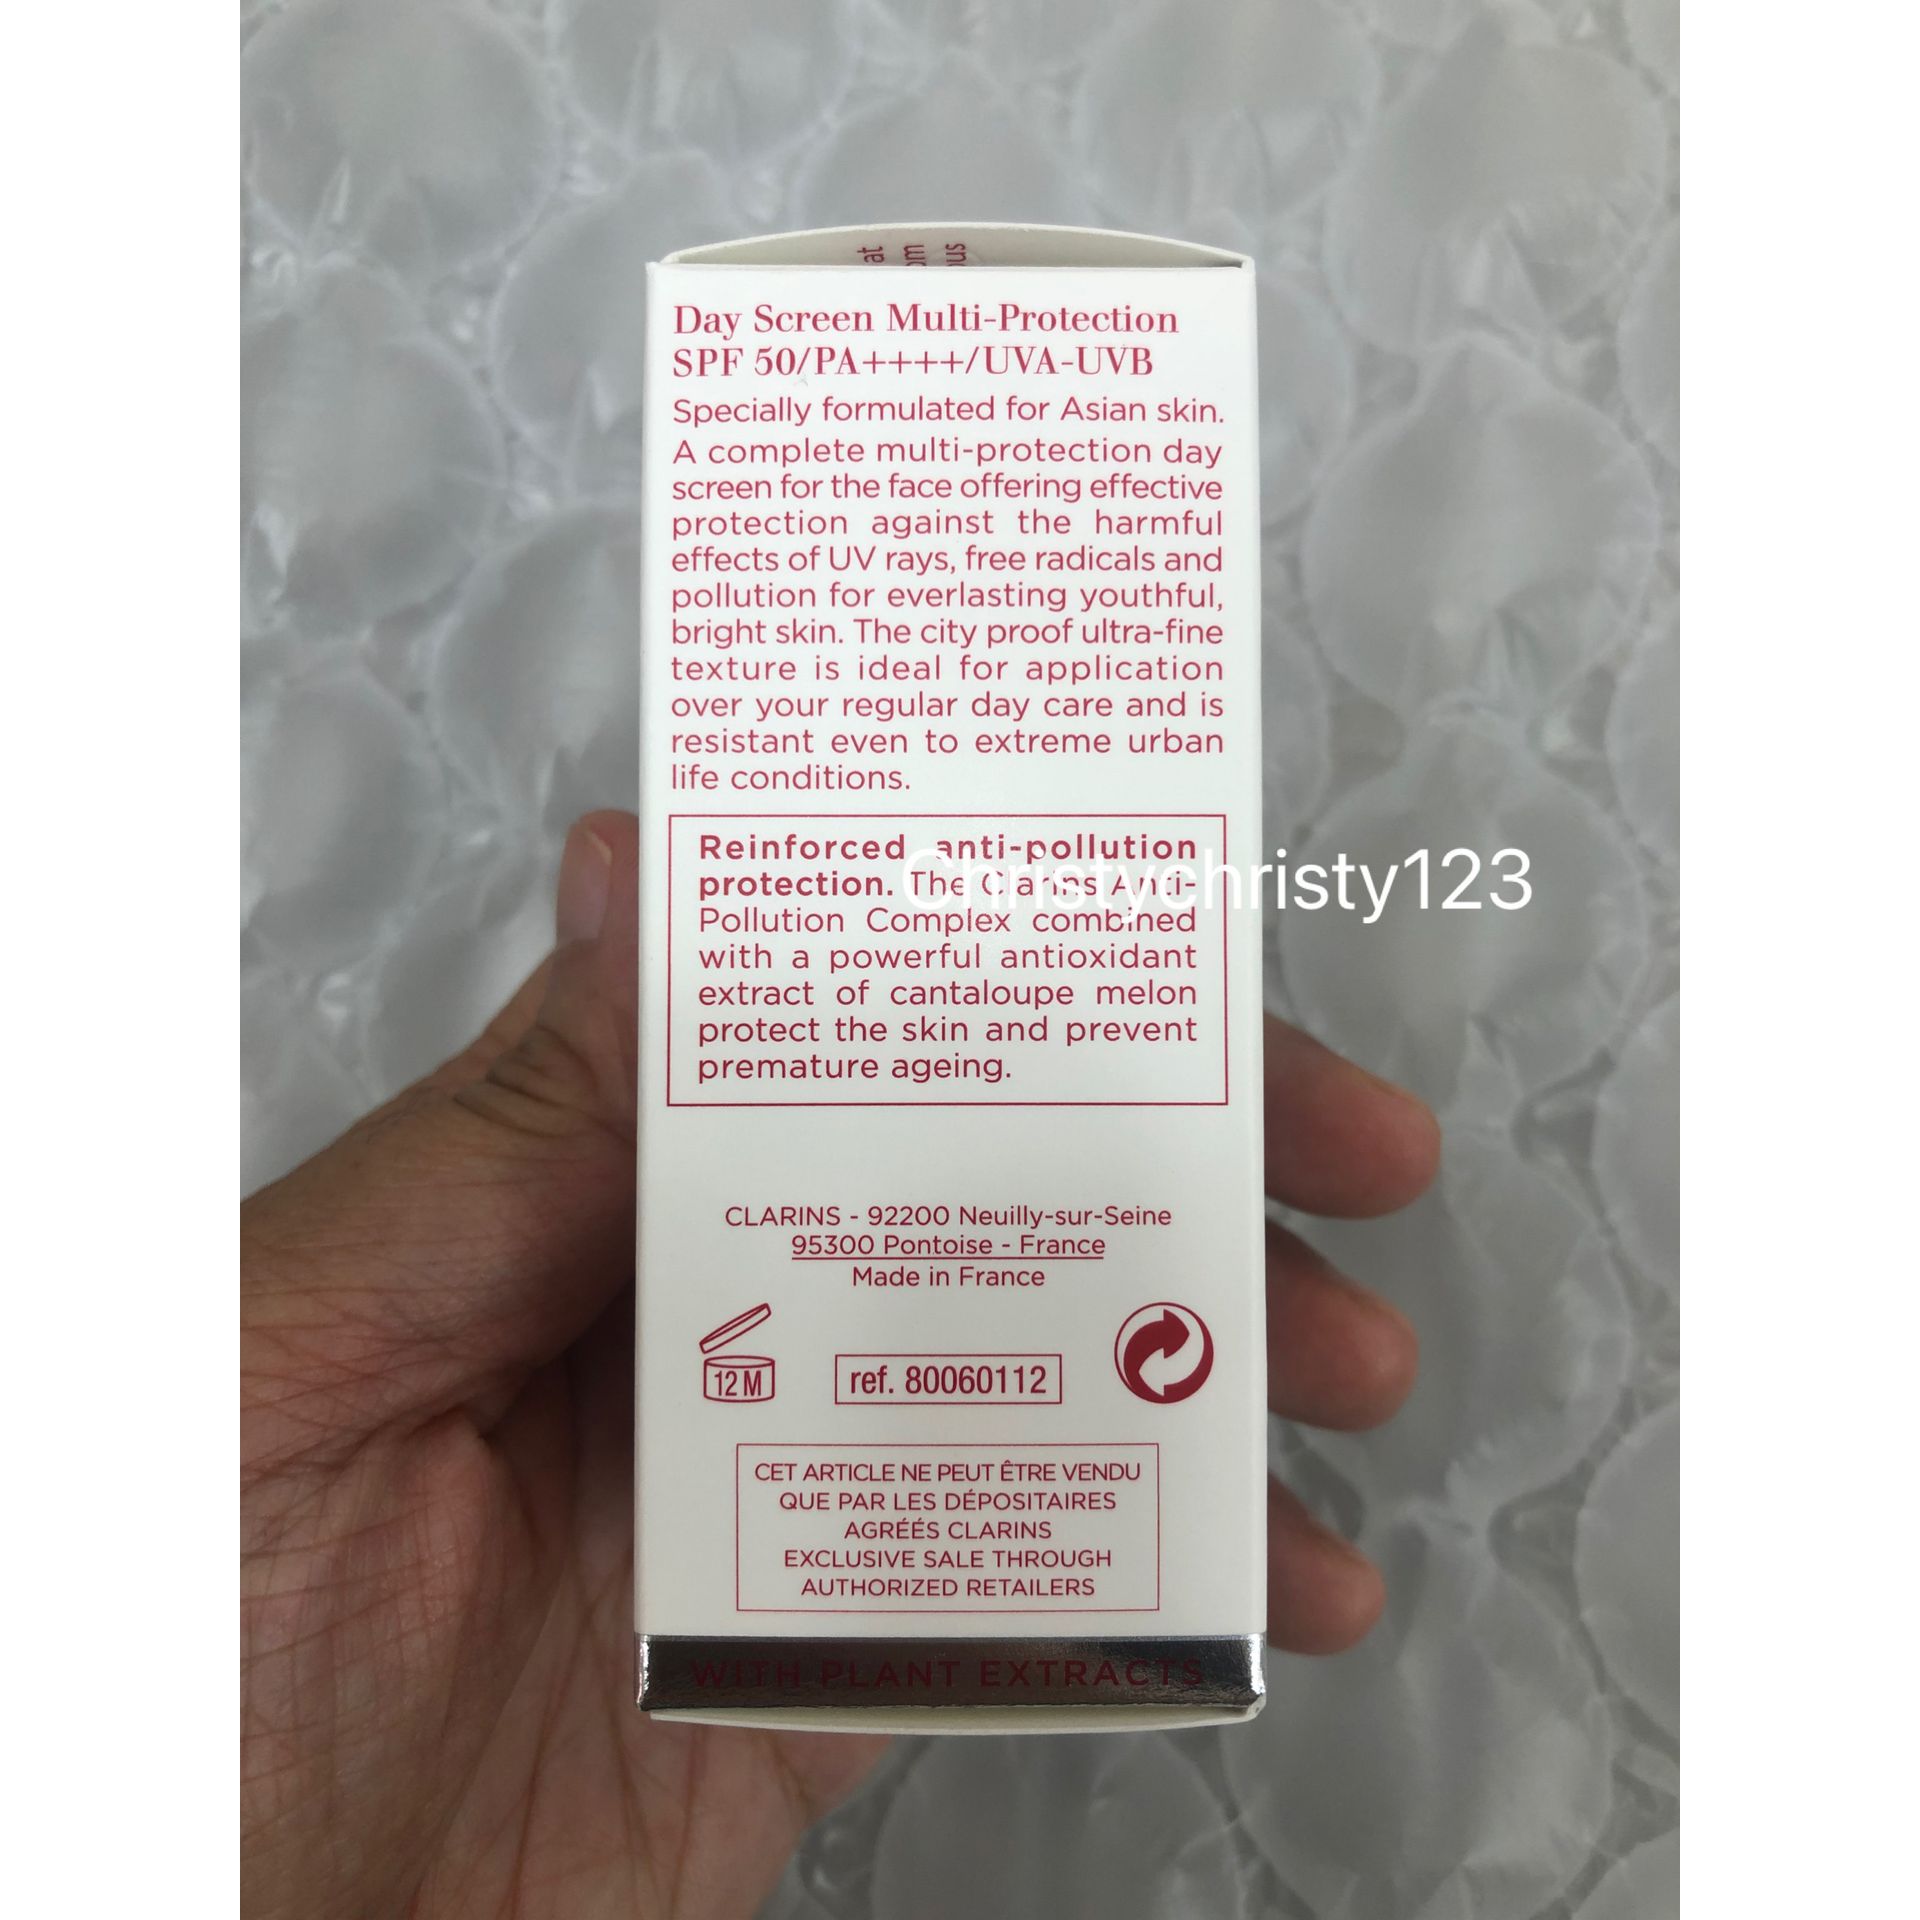 at
om
ous
Day Screen Multi-Protection
SPF 50/PA++++/UVA-UVB
Specially formulated for Asian skin.
A complete multi-protection day
screen for the face offering effective
protection against the harmful
effects of UV rays, free radicals and
pollution for everlasting youthful,
bright skin. The city proof ultra-fine
texture is ideal for application
over your regular day care and is
resistant even to extreme urban
life conditions.
Reinforced anti-pollution
protection. The Clarins Anti-
Christychristy123
Pollution Complex combined
with a powerful antioxidant
extract of cantaloupe melon
protect the skin and prevent
premature ageing.
CLARINS - 92200 Neuilly-sur-Seine
95300 Pontoise - France
Made in France
12 M
ref. 80060112
CET ARTICLE NE PEUT ÊTRE VENDU
QUE PAR LES DÉPOSITAIRES
AGRÉÉS CLARINS
EXCLUSIVE SALE THROUGH
AUTHORIZED RETAILERS
WITH PLANT EXTRACTS